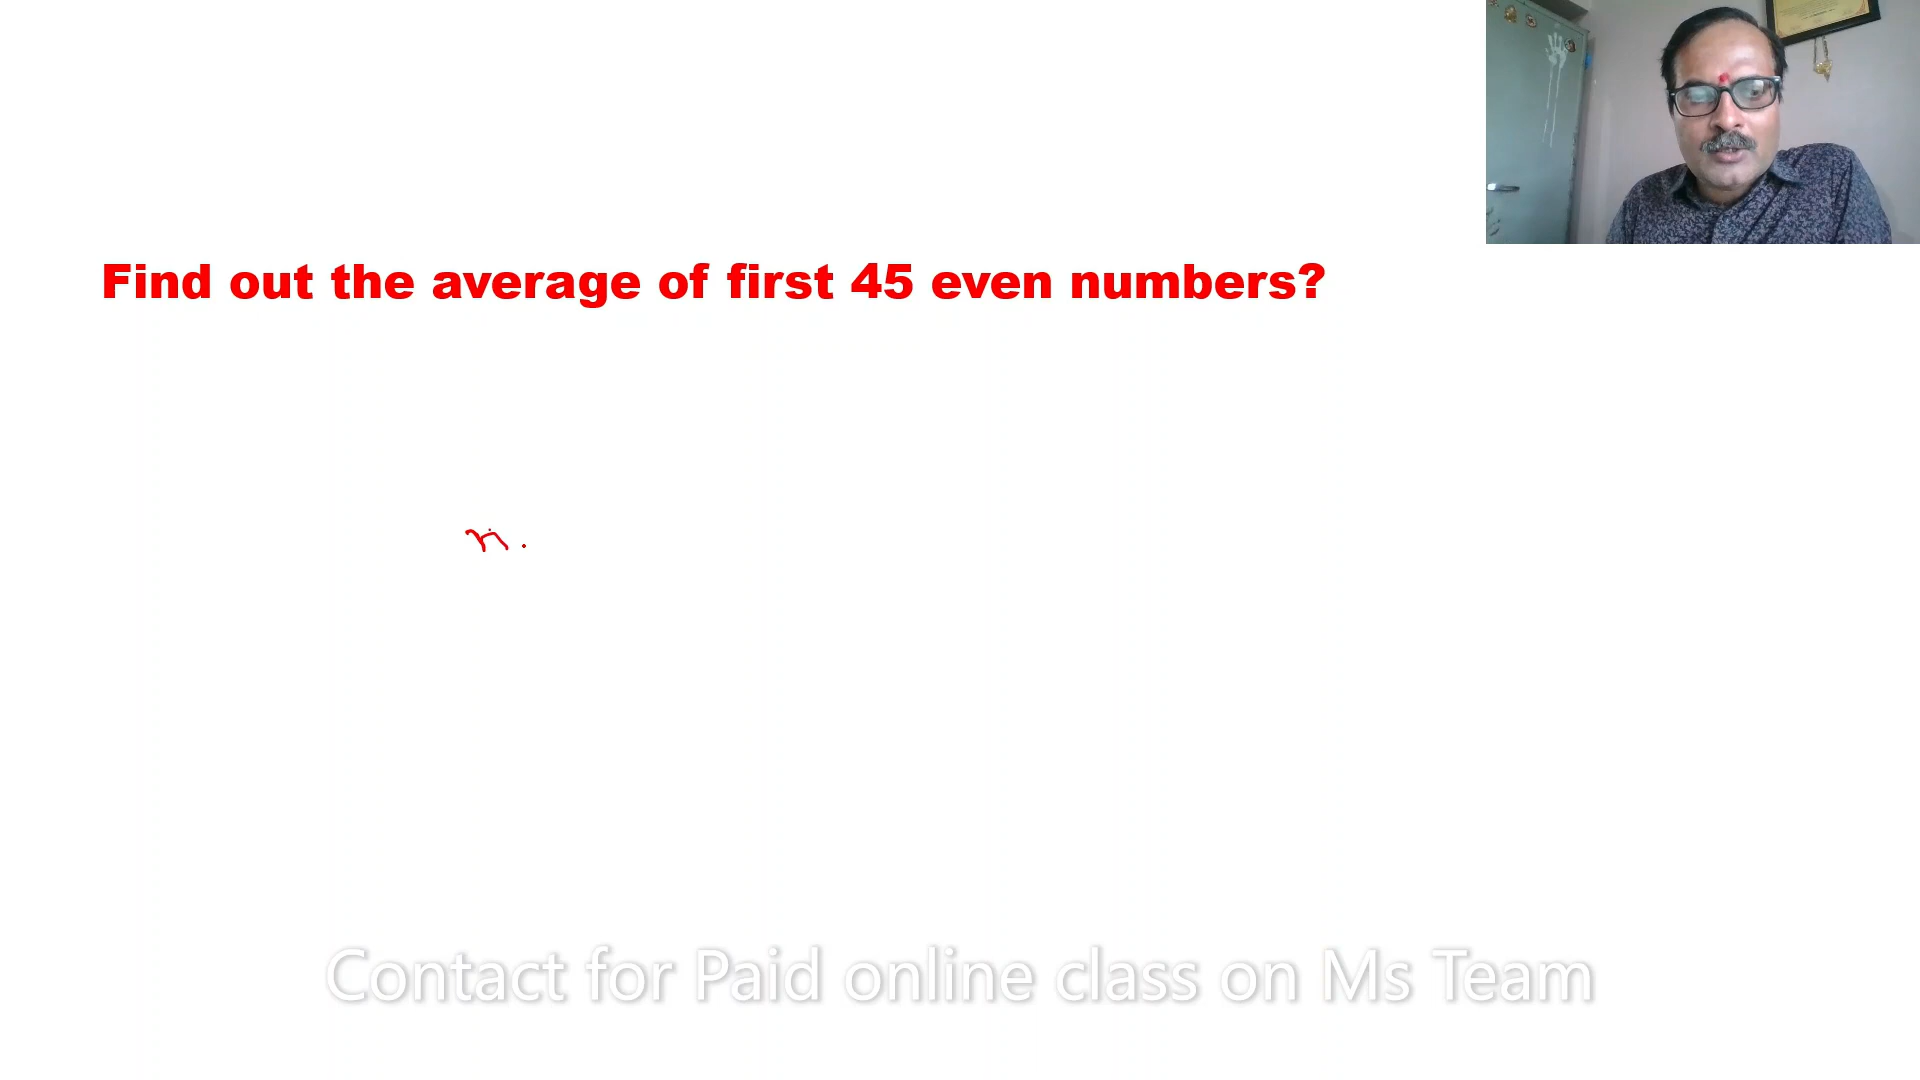 Find out the average of first 45 even numbers?
n.
Contact for Paid online class on Ms Team